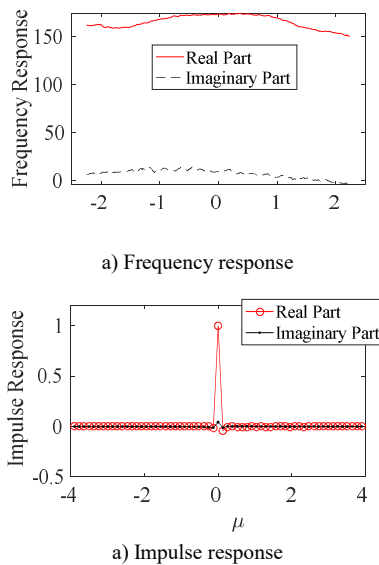 Frequency Response
150
100
50
0
Real Part
Imaginary Part
-2
-1
0
1
2
a) Frequency response
Impulse Response
1
0.5
0
-0.5
Real Part
Imaginary Part
-4
-2
0
2
4
μ
a) Impulse response